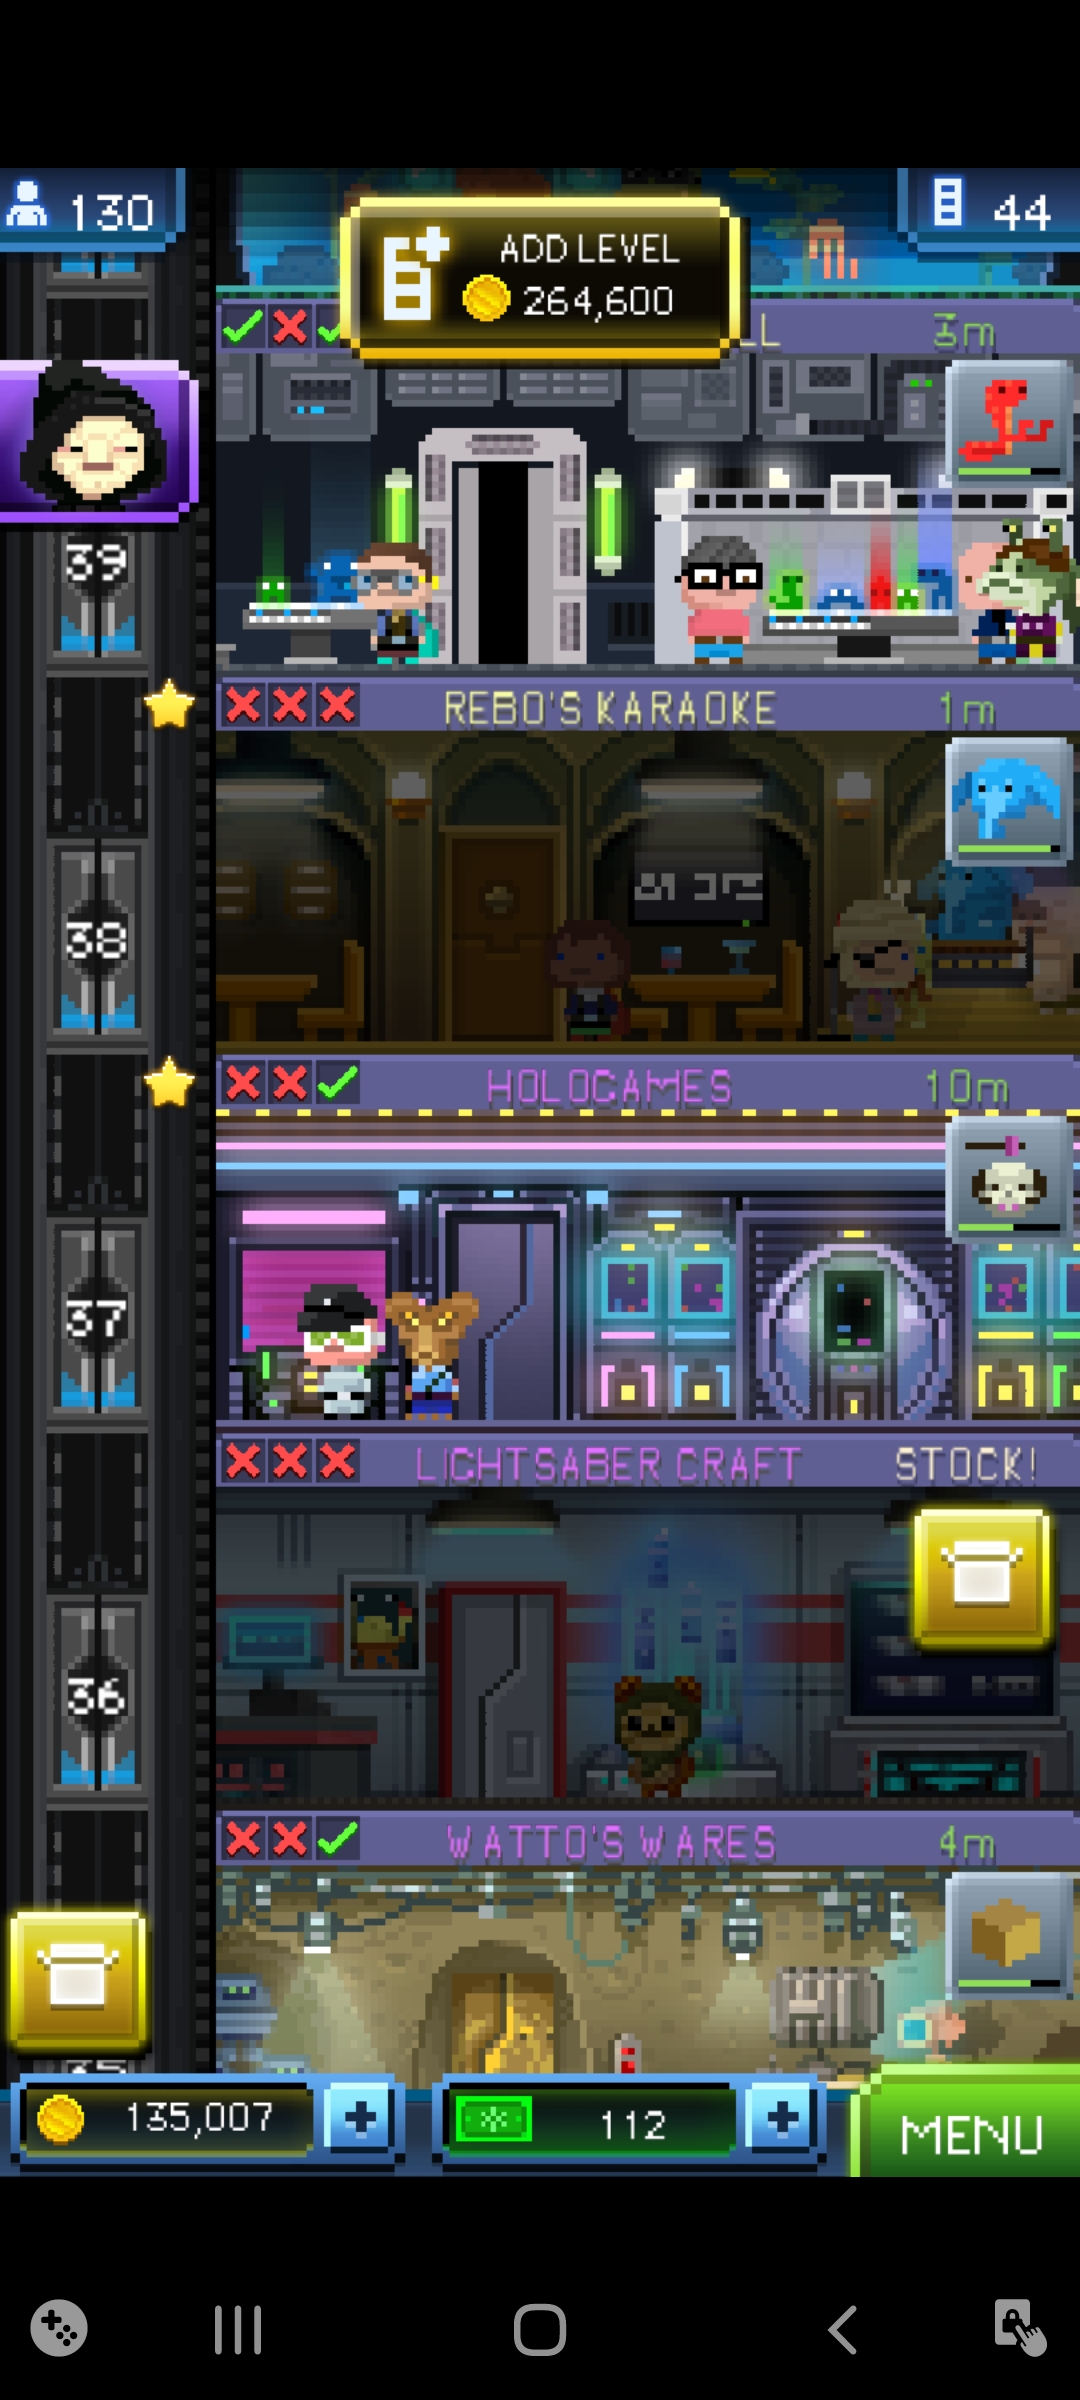 130
ADD LEVEL
264,600
44
LL
3m
39
REBO'S KARAOKE
1m
38
HOLOGAMES
10m
37
LIGHTSABER CRAFT
STOCK!
36
WATTO'S WARES
4m
135,007
112
MENU